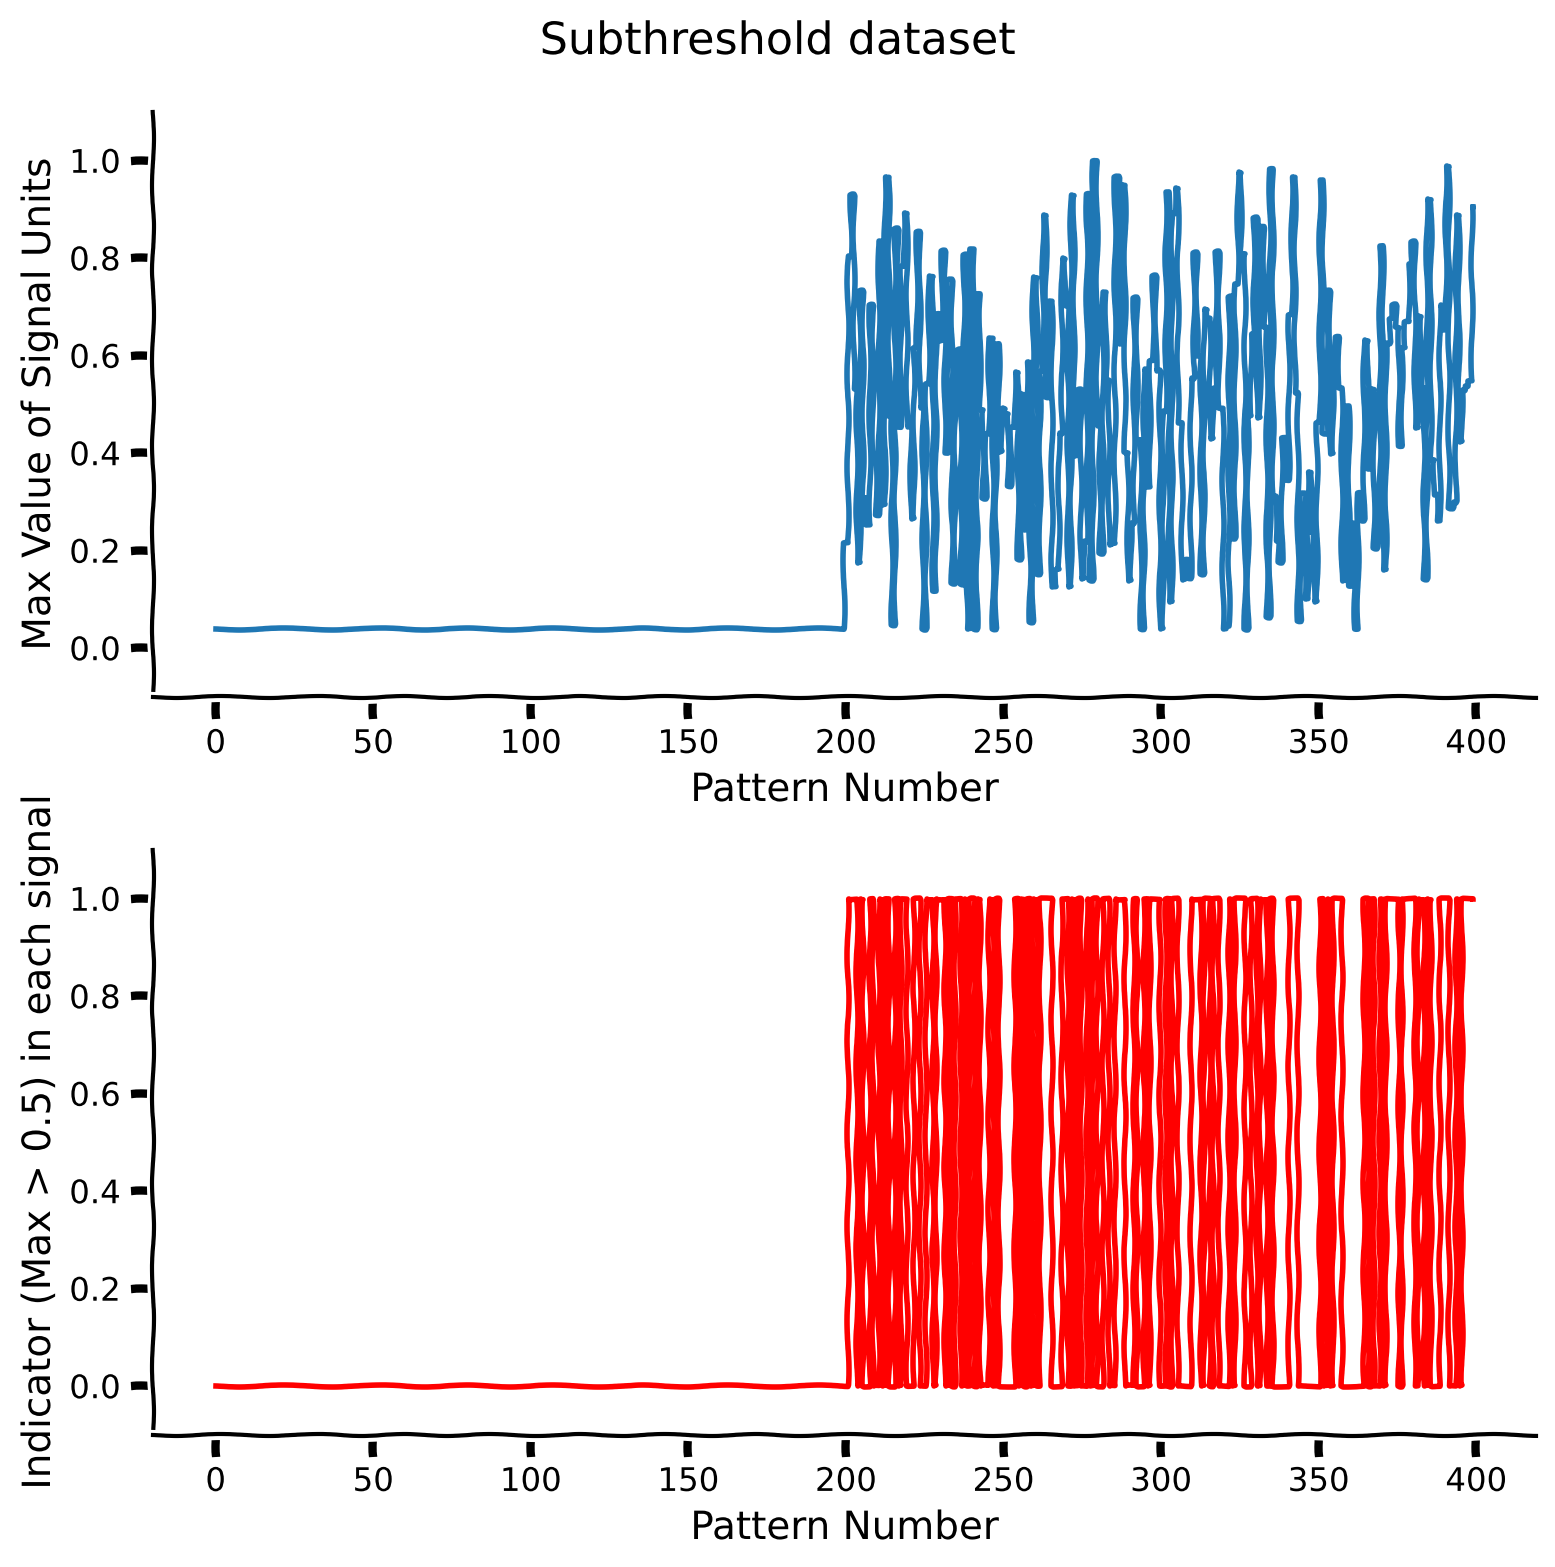 Subthreshold dataset
Max Value of Signal Units
1.0
0.8
0.6
0.4
0.2
0.0
0 50 100 150 200 250 300 350 400
Pattern Number
Indicator (Max > 0.5) in each signal
1.0
0.8
0.6
0.4
0.2
0.0
0 50 100 150 200 250 300 350 400
Pattern Number